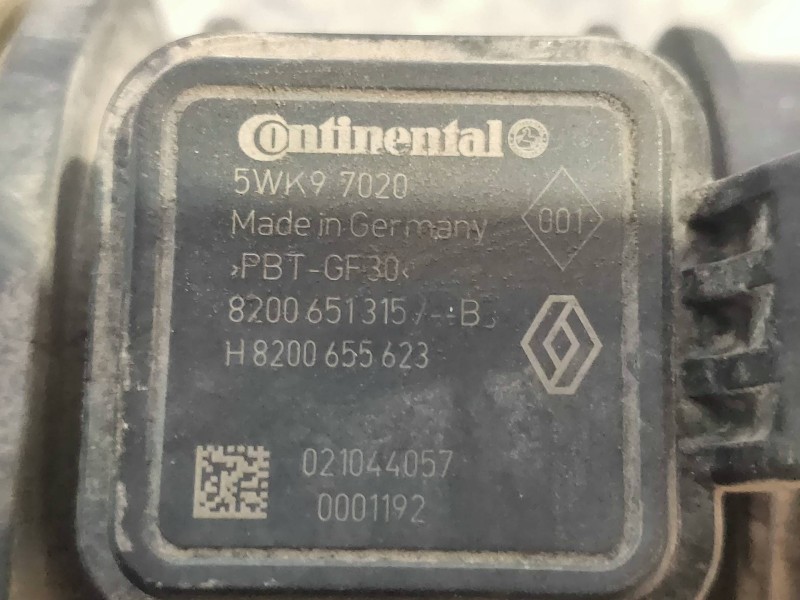 Continental
5WK9 7020
Made in Germany
001
>PBT-GF30<
8200 651 315 /--B
H 8200 655 623
021044057
0001192